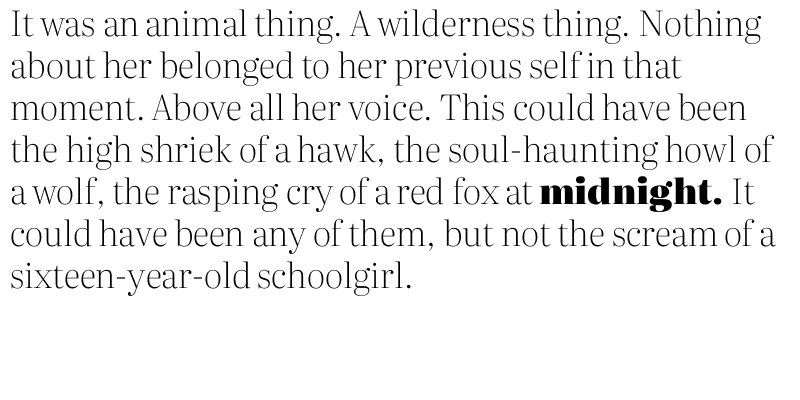 It was an animal thing. A wilderness thing. Nothing
about her belonged to her previous self in that
moment. Above all her voice. This could have been
the high shriek of a hawk, the soul-haunting howl of
a wolf, the rasping cry of a red fox at midnight. It
could have been any of them, but not the scream of a
sixteen-year-old schoolgirl.